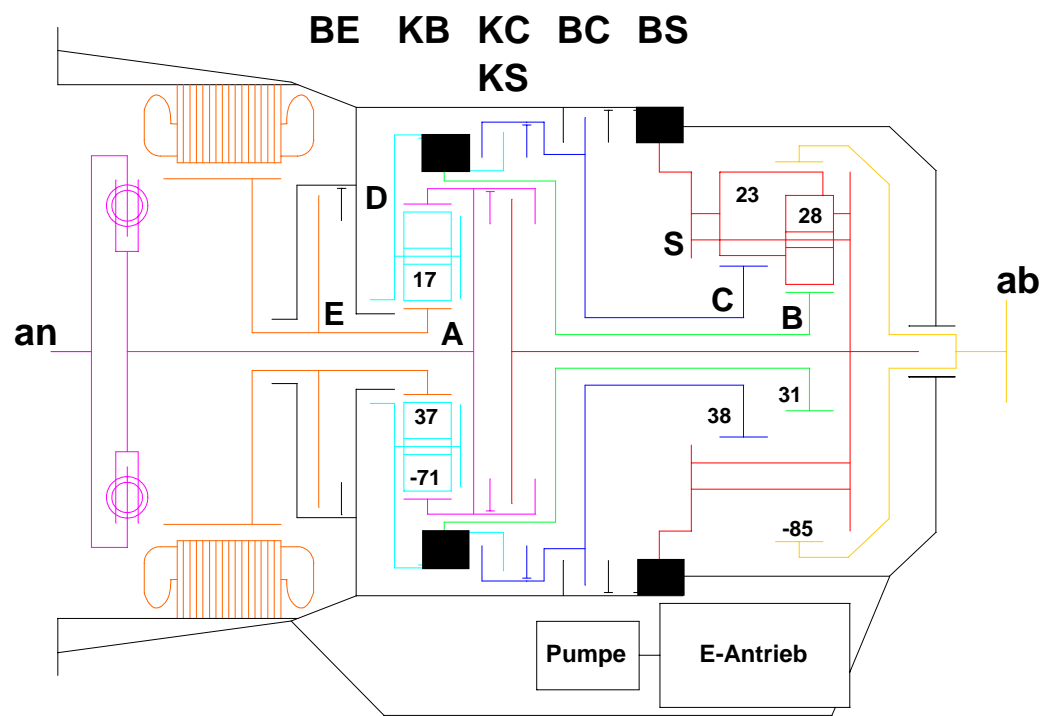 BE KB KC BC BS
KS
D
23
28
S
17
C
ab
E
B
an
A
31
37
38
-71
-85
Pumpe
E-Antrieb